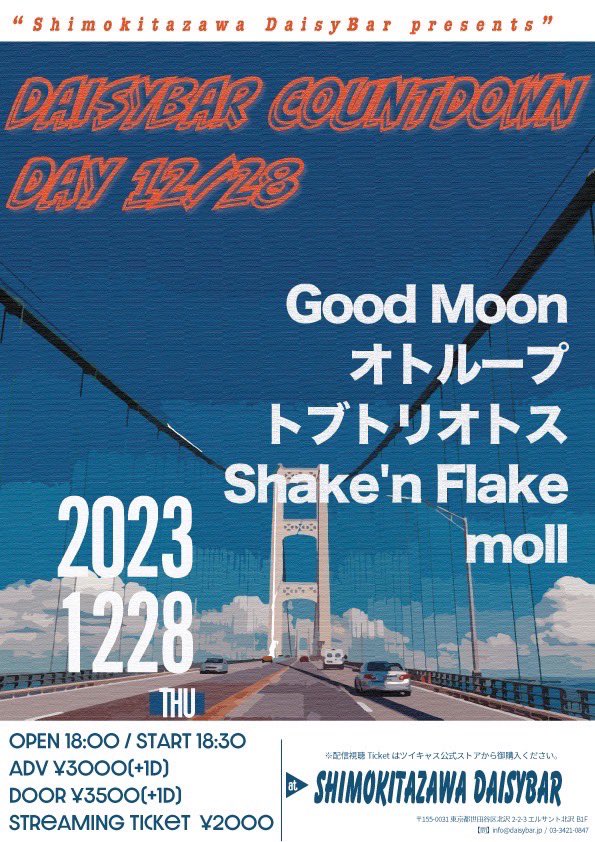 “Shimokitazawa DaisyBar presents”
DAISYBAR COUNTDOWN
DAY 12/28
Good Moon
オトループ
トブトリオトス
Shake'n Flake
moll
2023
1228
THU
OPEN 18:00 / START 18:30
ADV ¥3000(+1D)
DOOR ¥3500(+1D)
STREAMING TICKET ¥2000
※配信視聴 Ticket はツイキャス公式ストアから御購入ください。
at SHIMOKITAZAWA DAISYBAR
〒155-0031 東京都世田谷区北沢 2-2-3 エルサント北沢 B1F
【問】info@daisybar.jp / 03-3421-0847